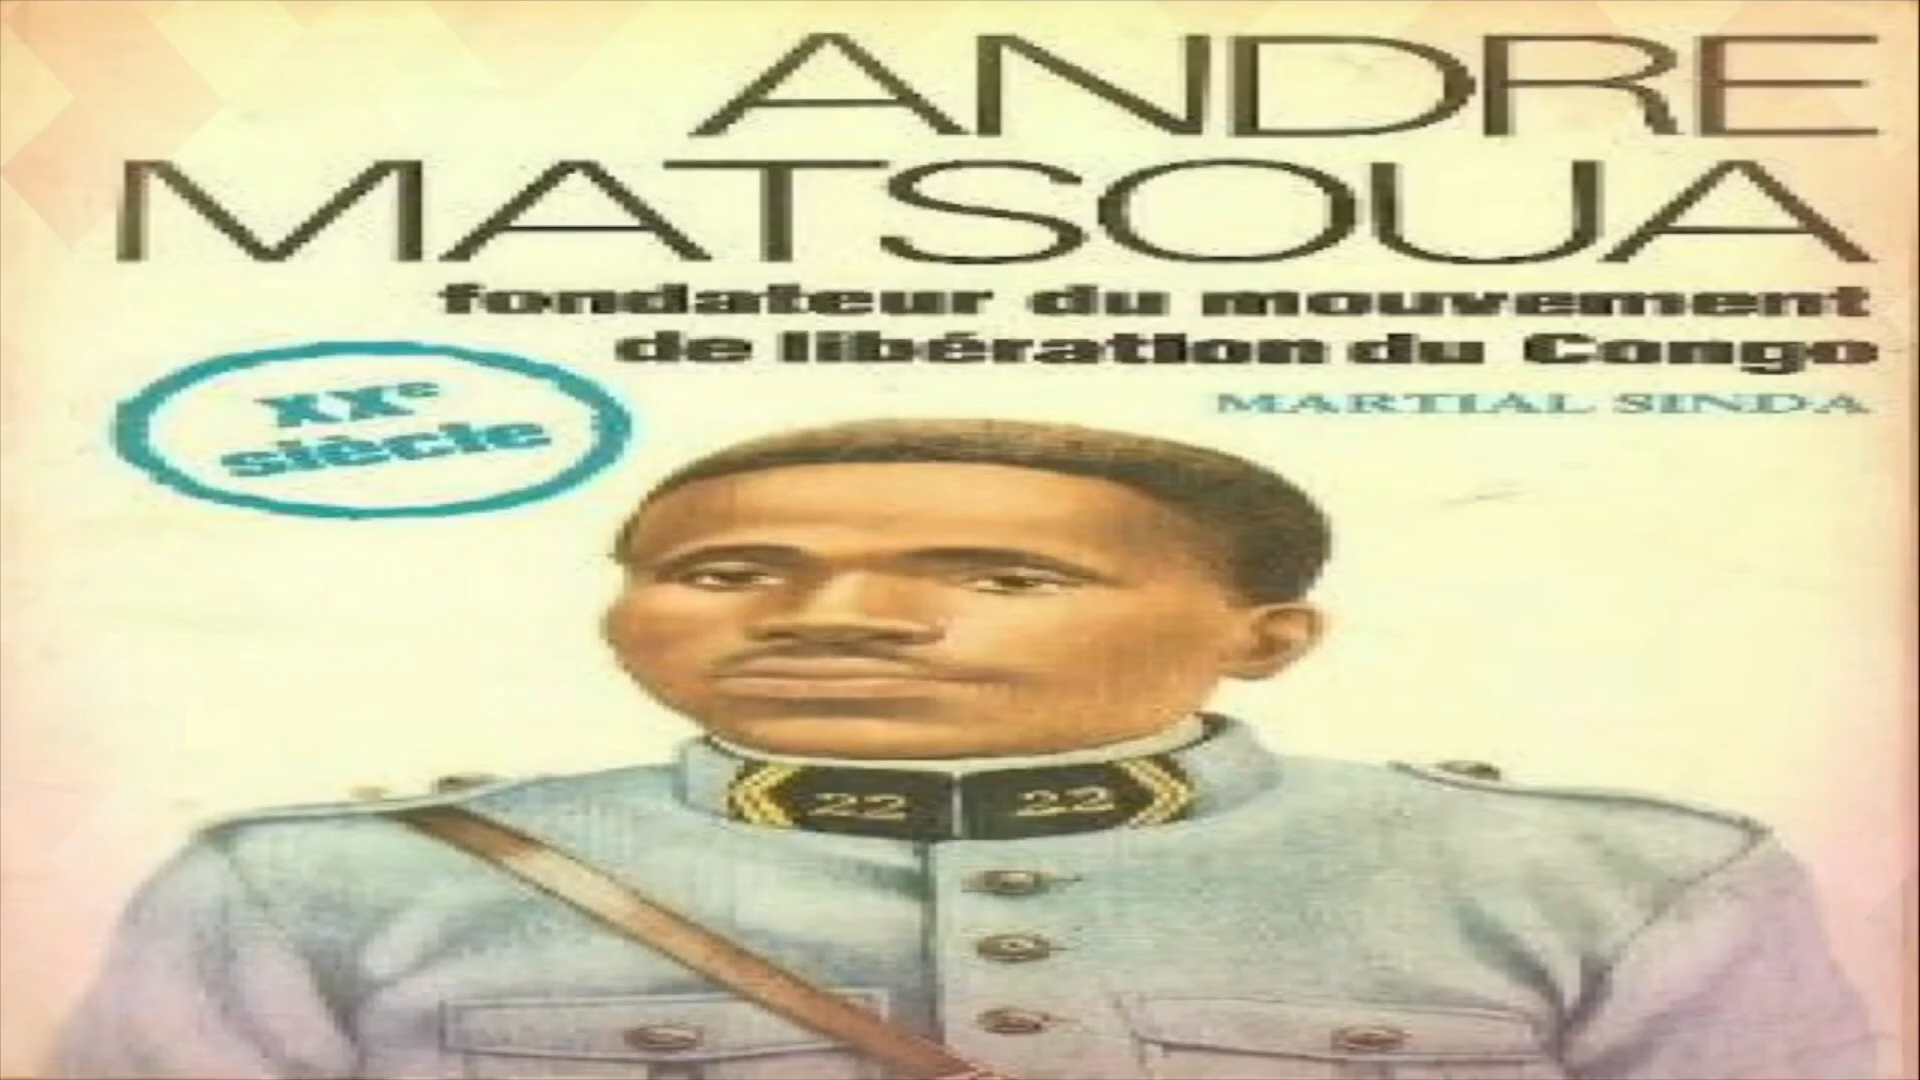 ANDRE
MATSOUA
fondateur du mouvement
de libération du Congo
MARTIAL SINDA
XXe
siècle
22 22